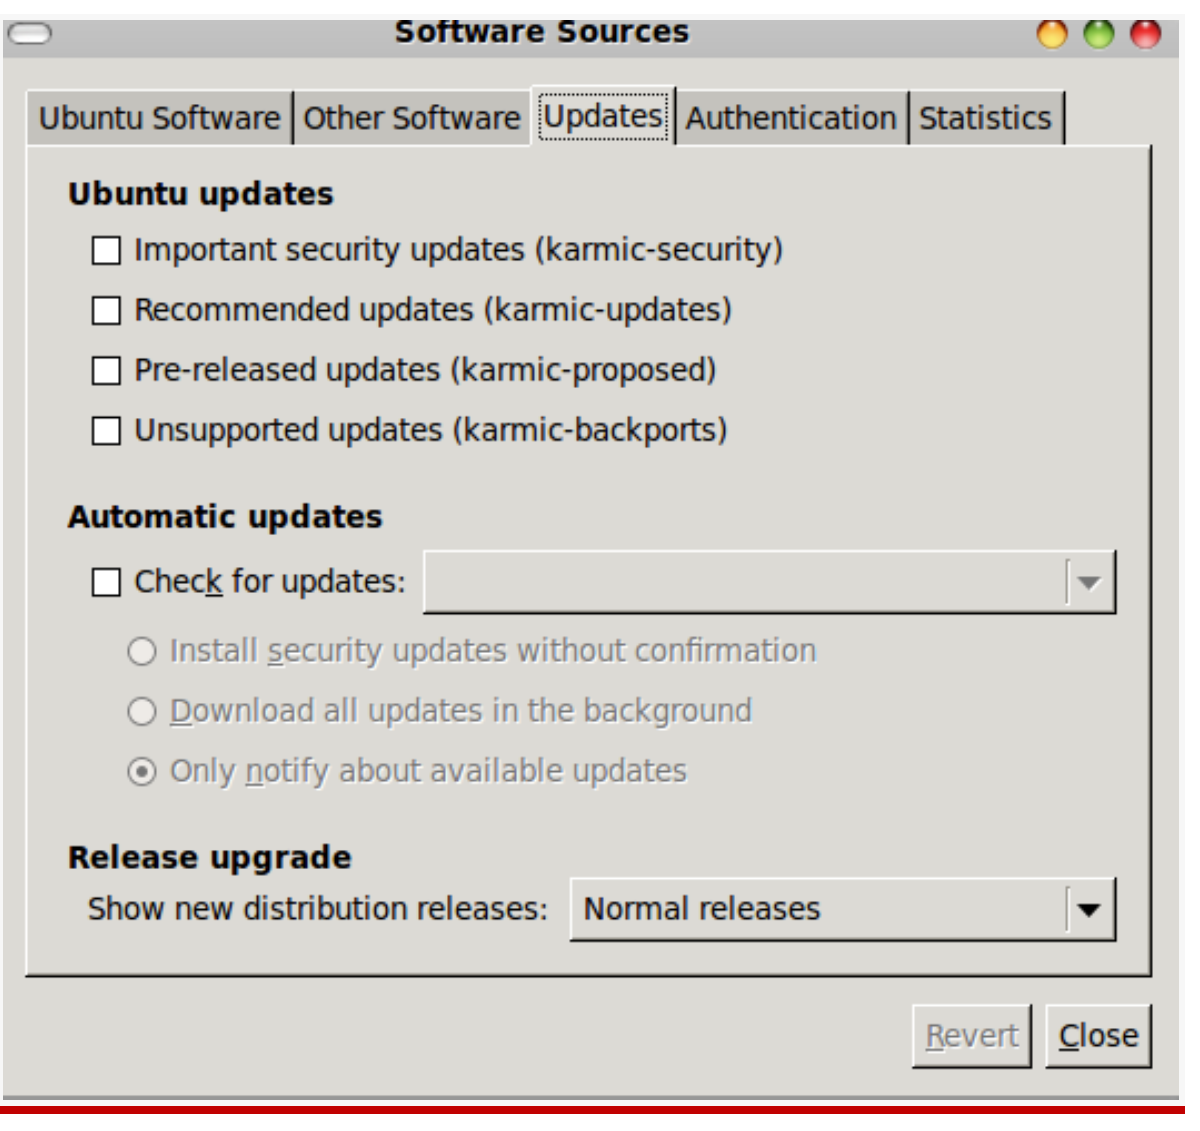 Software Sources
Ubuntu Software Other Software Updates Authentication Statistics
Ubuntu updates
Important security updates (karmic-security)
Recommended updates (karmic-updates)
Pre-released updates (karmic-proposed)
Unsupported updates (karmic-backports)
Automatic updates
Check for updates:
Install security updates without confirmation
Download all updates in the background
Only notify about available updates
Release upgrade
Show new distribution releases: Normal releases
Revert Close